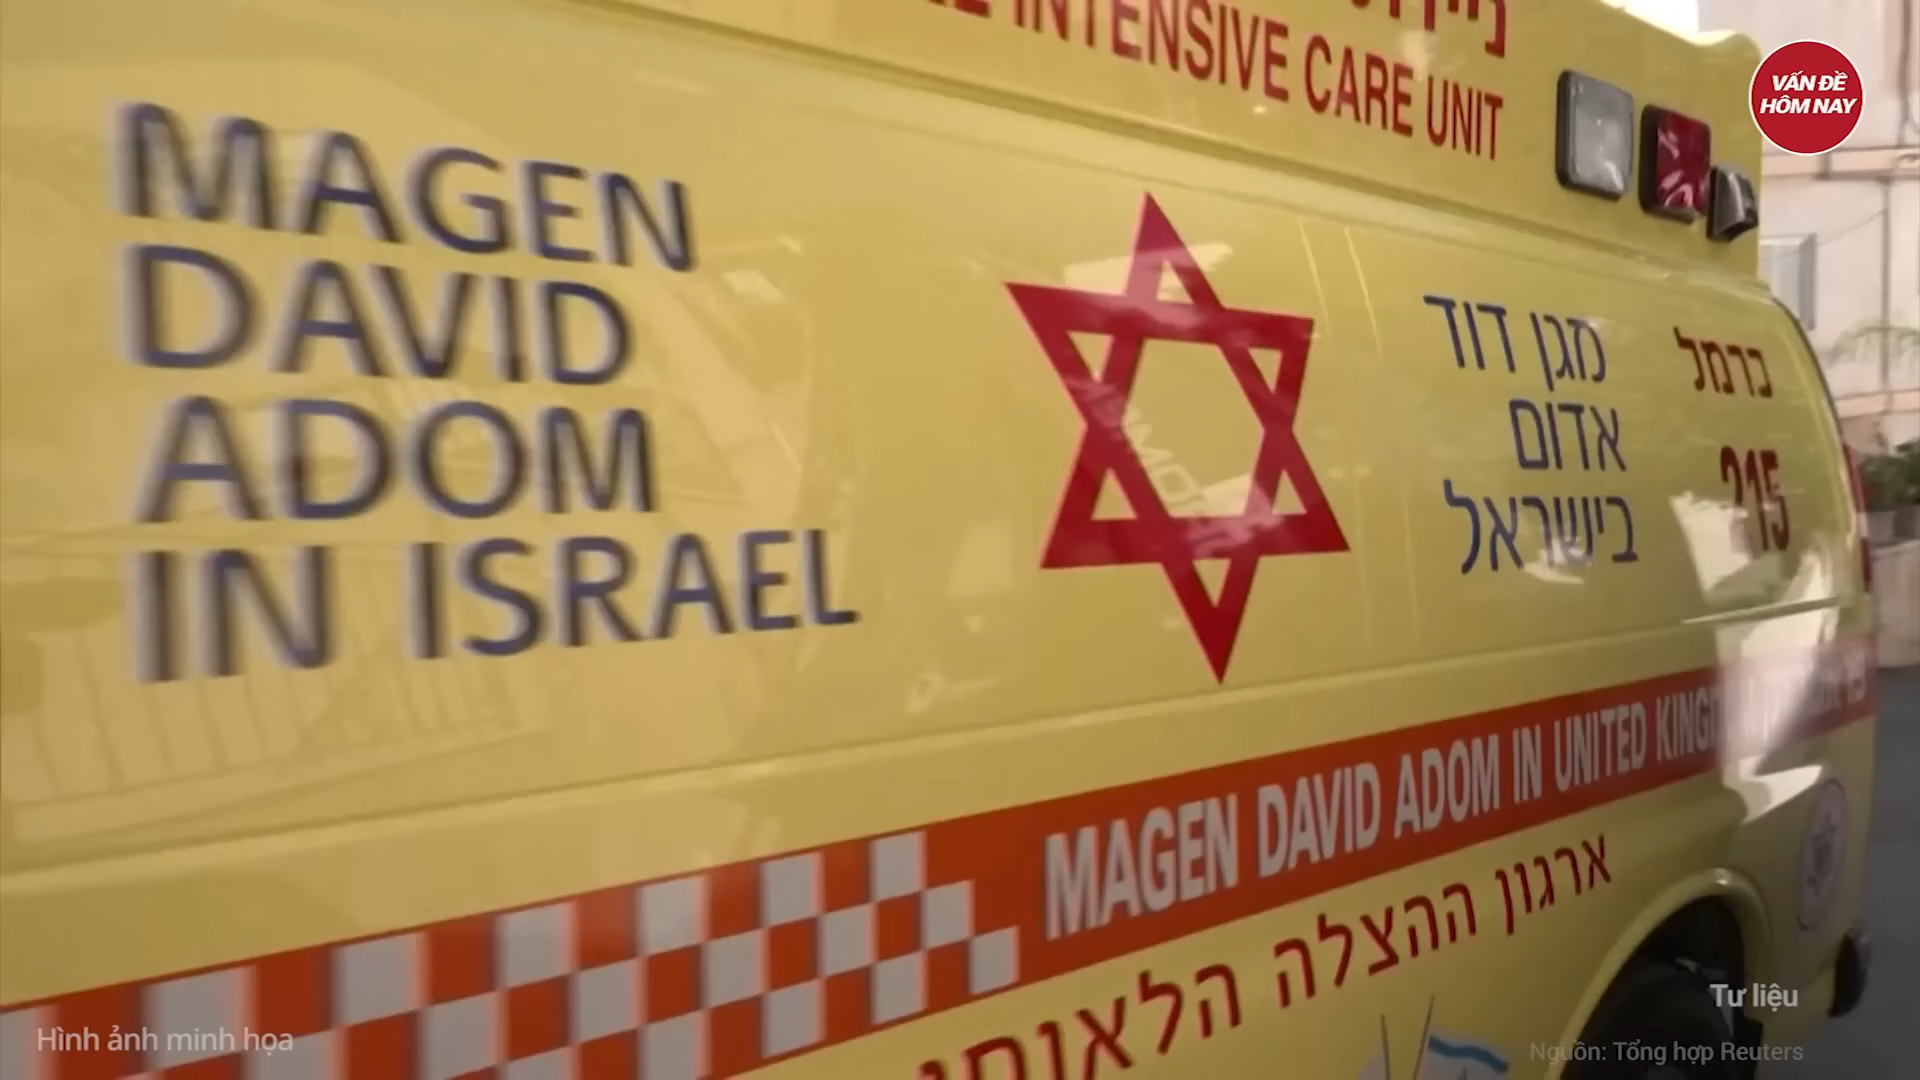 INTENSIVE CARE UNIT
VẤN ĐỀ
HÔM NAY
MAGEN
DAVID
ADOM
IN ISRAEL
מגן דוד
אדום
בישראל
כרמל
215
MAGEN DAVID ADOM IN UNITED
ארגון ההצלה הלאומי
Tư liệu
Hình ảnh minh họa
Nguồn: Tổng hợp Reuters